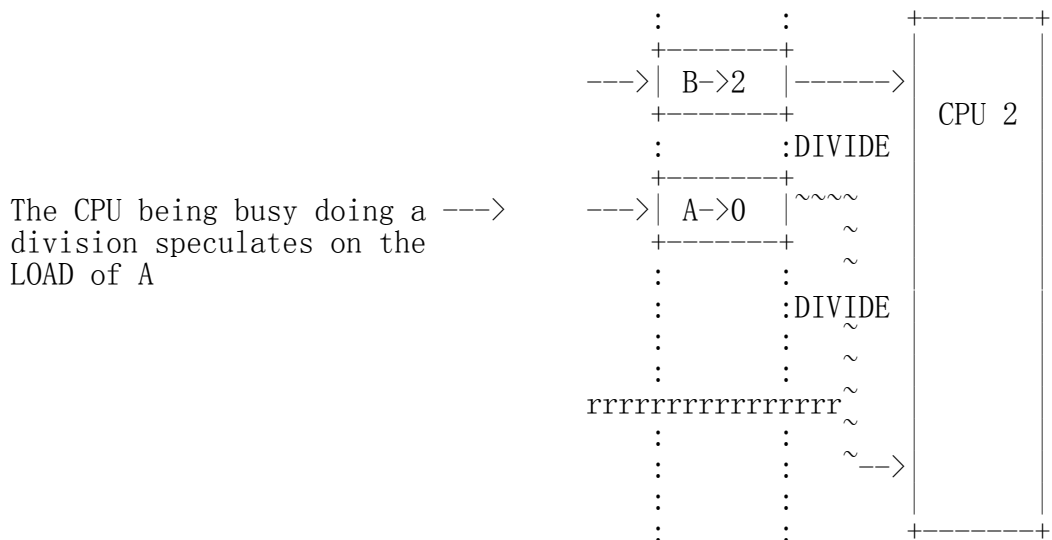 :       :       +-------+
                                        +-------+       |       |
                                    --->| B->2  |------>|       |
                                        +-------+       | CPU 2 |
                                        :       :DIVIDE |       |
                                        +-------+       |       |
The CPU being busy doing a --->     --->| A->0  |~~~~   |       |
division speculates on the              +-------+   ~   |       |
LOAD of A                               :       :   ~   |       |
                                        :       :DIVIDE |       |
                                        :       :   ~   |       |
                                        :       :   ~   |       |
                                    rrrrrrrrrrrrrrrr~   |       |
                                        :       :   ~   |       |
                                        :       :   ~-->|       |
                                        :       :       |       |
                                        :       :       +-------+